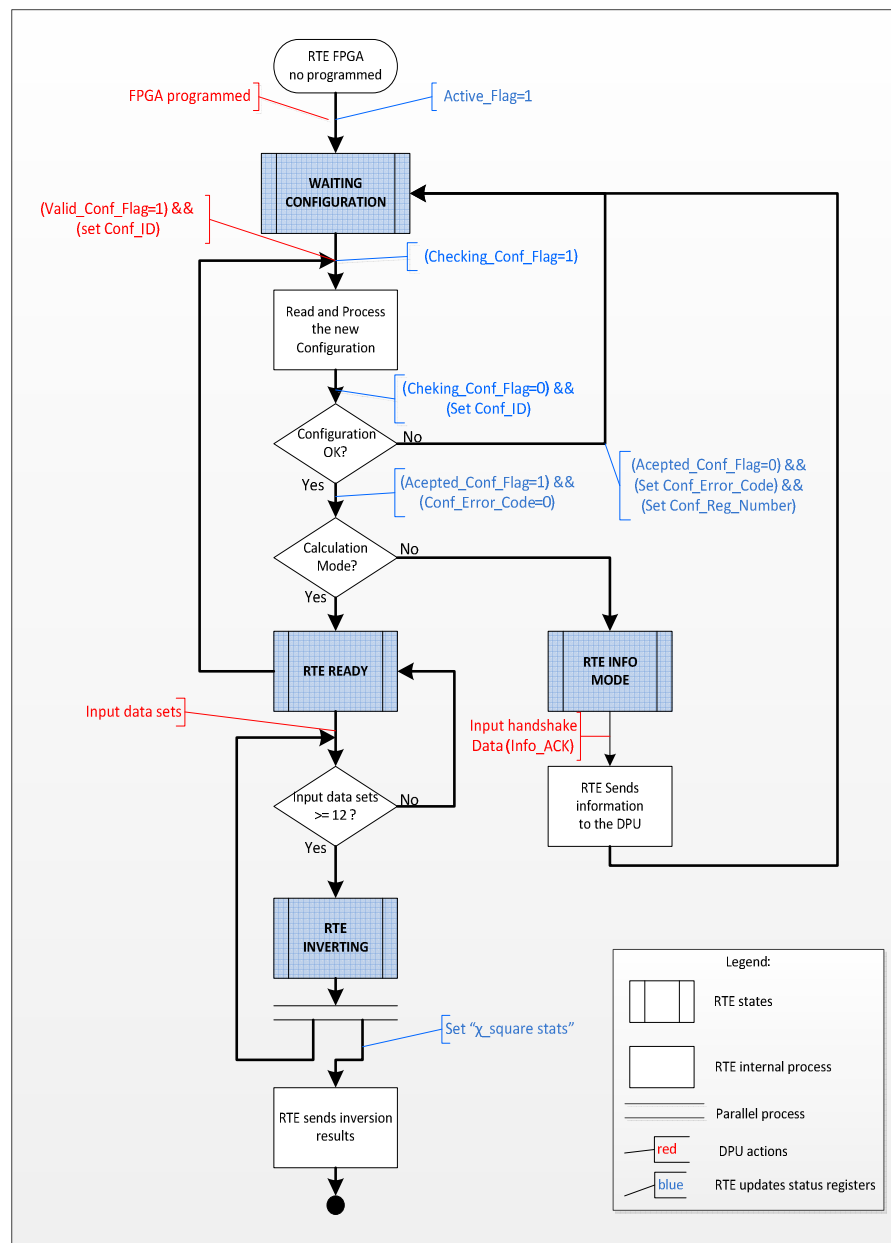 RTE FPGA
no programmed
FPGA programmed
Active_Flag=1
WAITING
CONFIGURATION
(Valid_Conf_Flag=1) &&
(set Conf_ID)
(Checking_Conf_Flag=1)
Read and Process
the new
Configuration
(Cheking_Conf_Flag=0) &&
(Set Conf_ID)
Configuration
OK?
No
Yes
(Acepted_Conf_Flag=1) &&
(Conf_Error_Code=0)
(Acepted_Conf_Flag=0) &&
(Set Conf_Error_Code) &&
(Set Conf_Reg_Number)
Calculation
Mode?
No
Yes
RTE READY
RTE INFO
MODE
Input data sets
Input handshake
Data (Info_ACK)
Input data sets
>= 12 ?
No
Yes
RTE Sends
information
to the DPU
RTE
INVERTING
Set “χ_square stats”
RTE sends inversion
results
Legend:
RTE states
RTE internal process
Parallel process
red
DPU actions
blue
RTE updates status registers